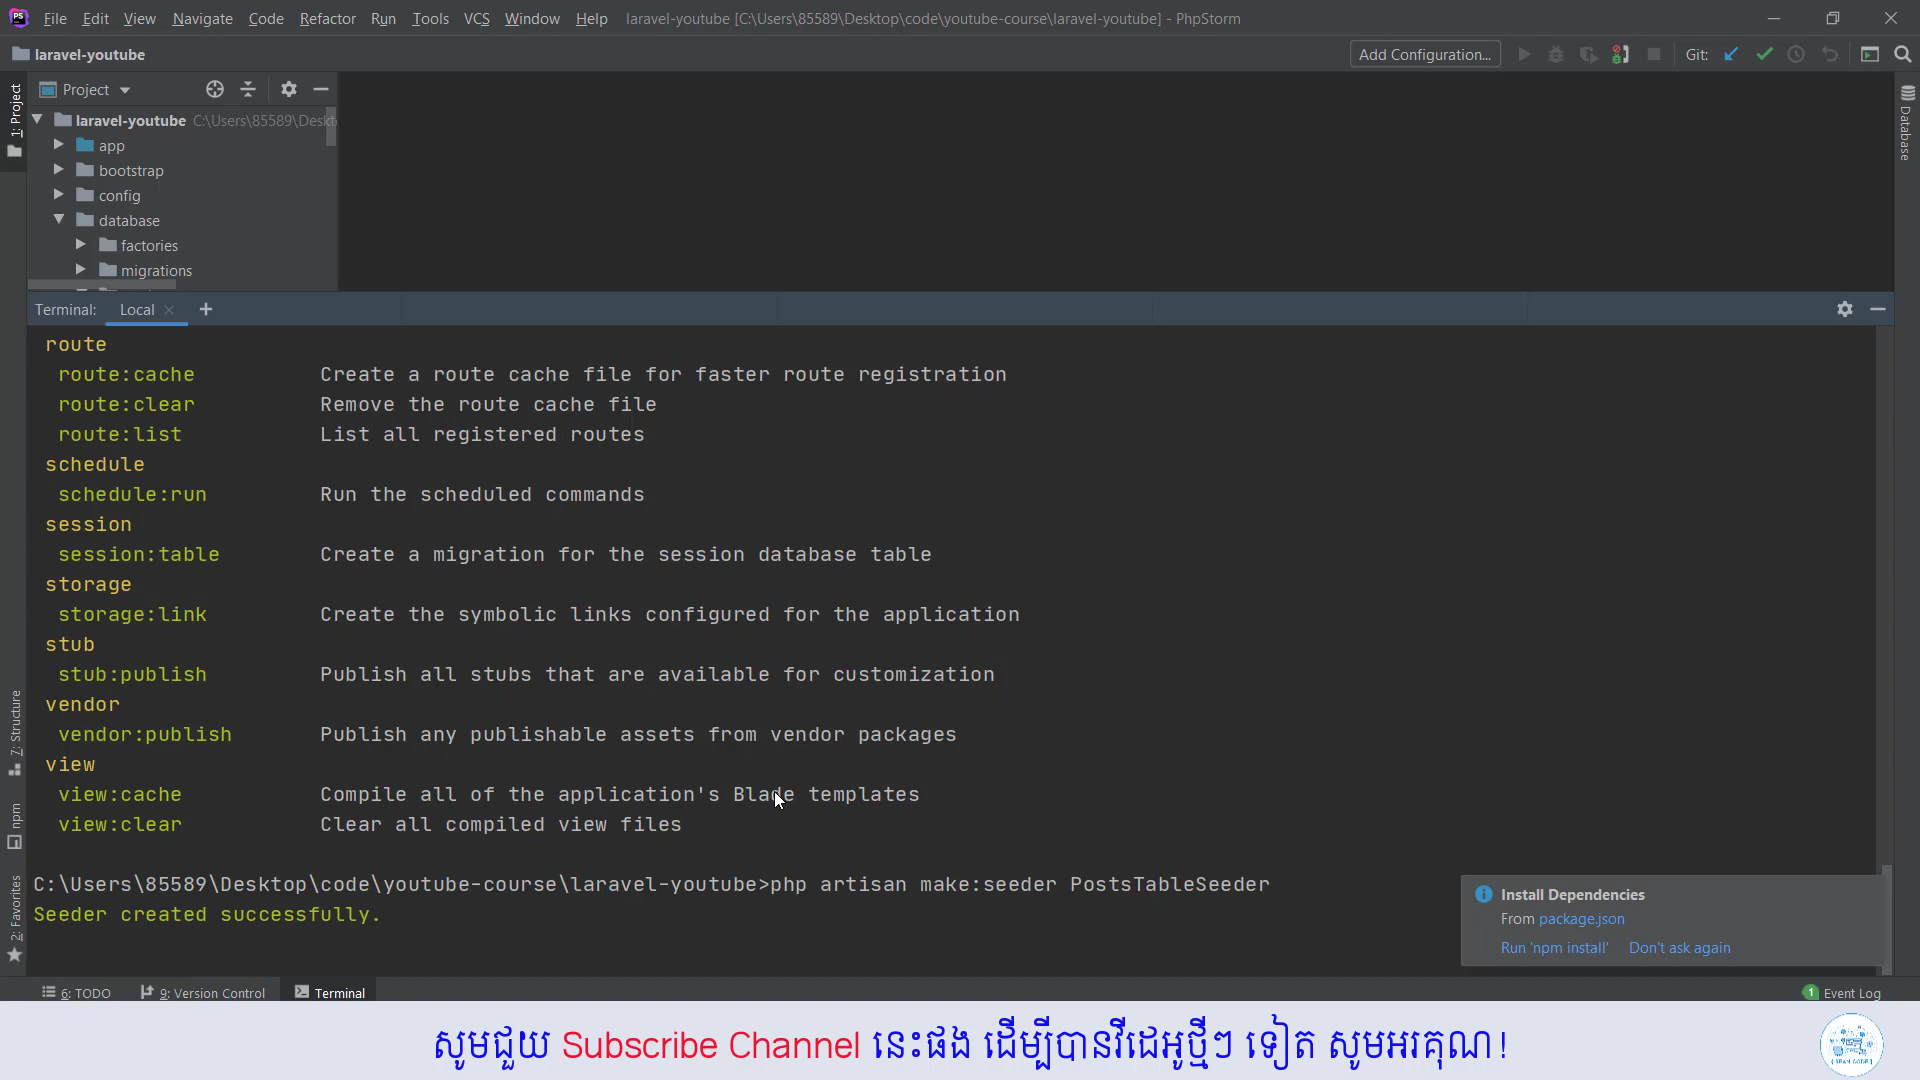 File Edit View Navigate Code Refactor Run Tools VCS Window Help laravel-youtube [C:\Users\85589\Desktop\code\youtube-course\laravel-youtube] - PhpStorm
laravel-youtube
Add Configuration...
Git:
1: Project
Project
laravel-youtube C:\Users\85589\Deskt
app
bootstrap
config
database
factories
migrations
Database
Terminal: Local
route
route:cache Create a route cache file for faster route registration
route:clear Remove the route cache file
route:list List all registered routes
schedule
schedule:run Run the scheduled commands
session
session:table Create a migration for the session database table
storage
storage:link Create the symbolic links configured for the application
stub
stub:publish Publish all stubs that are available for customization
vendor
vendor:publish Publish any publishable assets from vendor packages
view
view:cache Compile all of the application's Blade templates
view:clear Clear all compiled view files
7: Structure
npm
2: Favorites
C:\Users\85589\Desktop\code\youtube-course\laravel-youtube>php artisan make:seeder PostsTableSeeder
Seeder created successfully.
Install Dependencies
From package.json
Run 'npm install' Don't ask again
6: TODO 9: Version Control Terminal
1 Event Log
សូមជួយ Subscribe Channel នេះផង ដើម្បីបានវីដេអូថ្មីៗ ទៀត សូមអរគុណ!